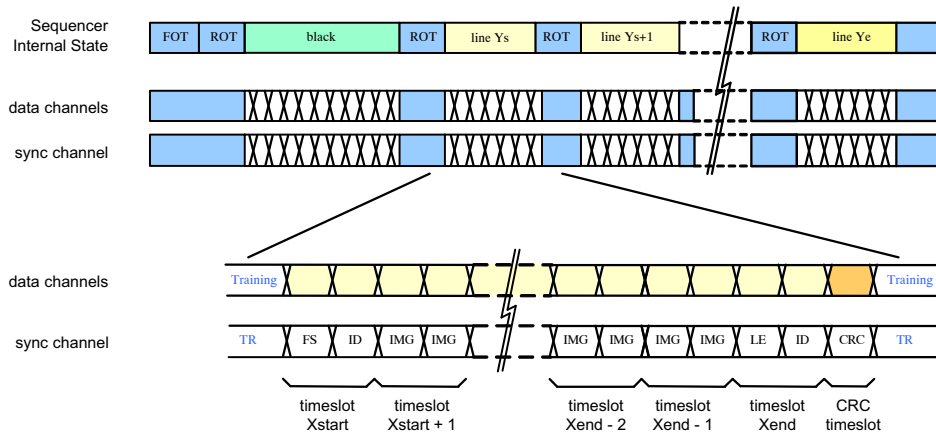 Sequencer
Internal State
FOT ROT black ROT line Ys ROT line Ys+1 ROT line Ye
data channels
sync channel
data channels
Training Training
sync channel
TR FS ID IMG IMG IMG IMG IMG IMG LE ID CRC TR
timeslot timeslot timeslot timeslot timeslot CRC
Xstart Xstart + 1 Xend - 2 Xend - 1 Xend timeslot